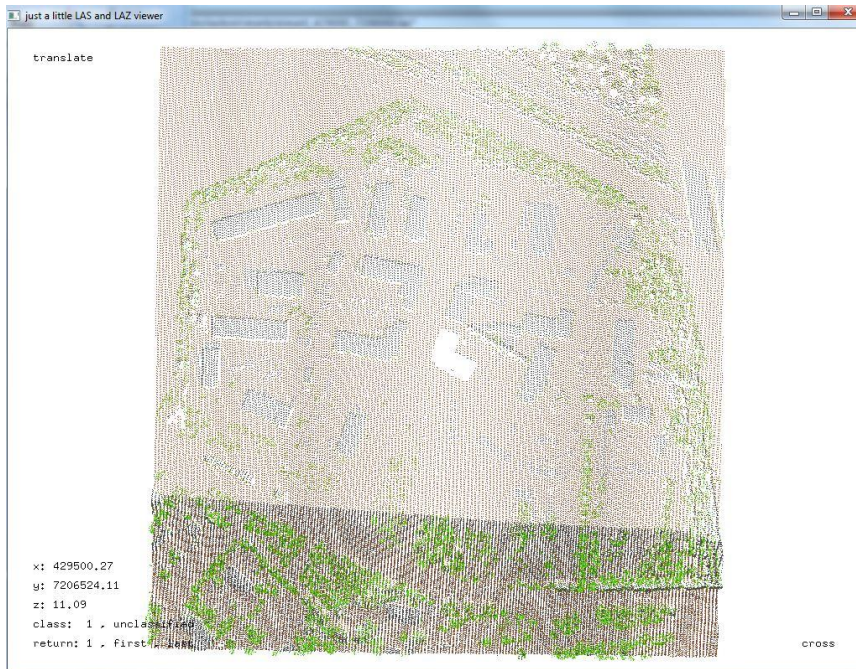 just a little LAS and LAZ viewer
translate
x: 429500.27
y: 7206524.11
z: 11.09
class: 1 , unclassified
return: 1 , first , last
cross